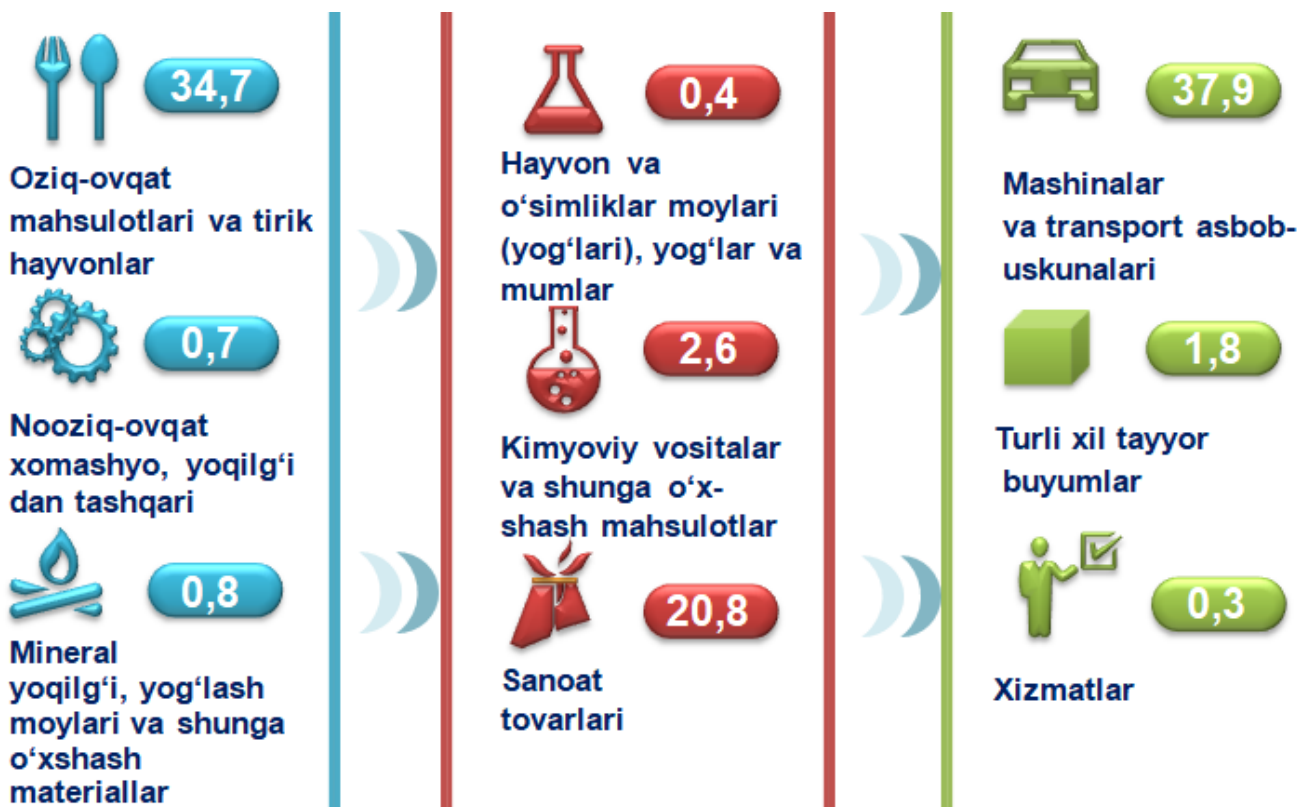 34,7
Oziq-ovqat
mahsulotlari va tirik
hayvonlar
0,7
Nooziq-ovqat
xomashyo, yoqilg‘i
dan tashqari
0,8
Mineral
yoqilg‘i, yog‘lash
moylari va shunga
o‘xshash
materiallar
0,4
Hayvon va
o‘simliklar moylari
(yog‘lari), yog‘lar va
mumlar
2,6
Kimyoviy vositalar
va shunga o‘x-
shash mahsulotlar
20,8
Sanoat
tovarlari
37,9
Mashinalar
va transport asbob-
uskunalari
1,8
Turli xil tayyor
buyumlar
0,3
Xizmatlar